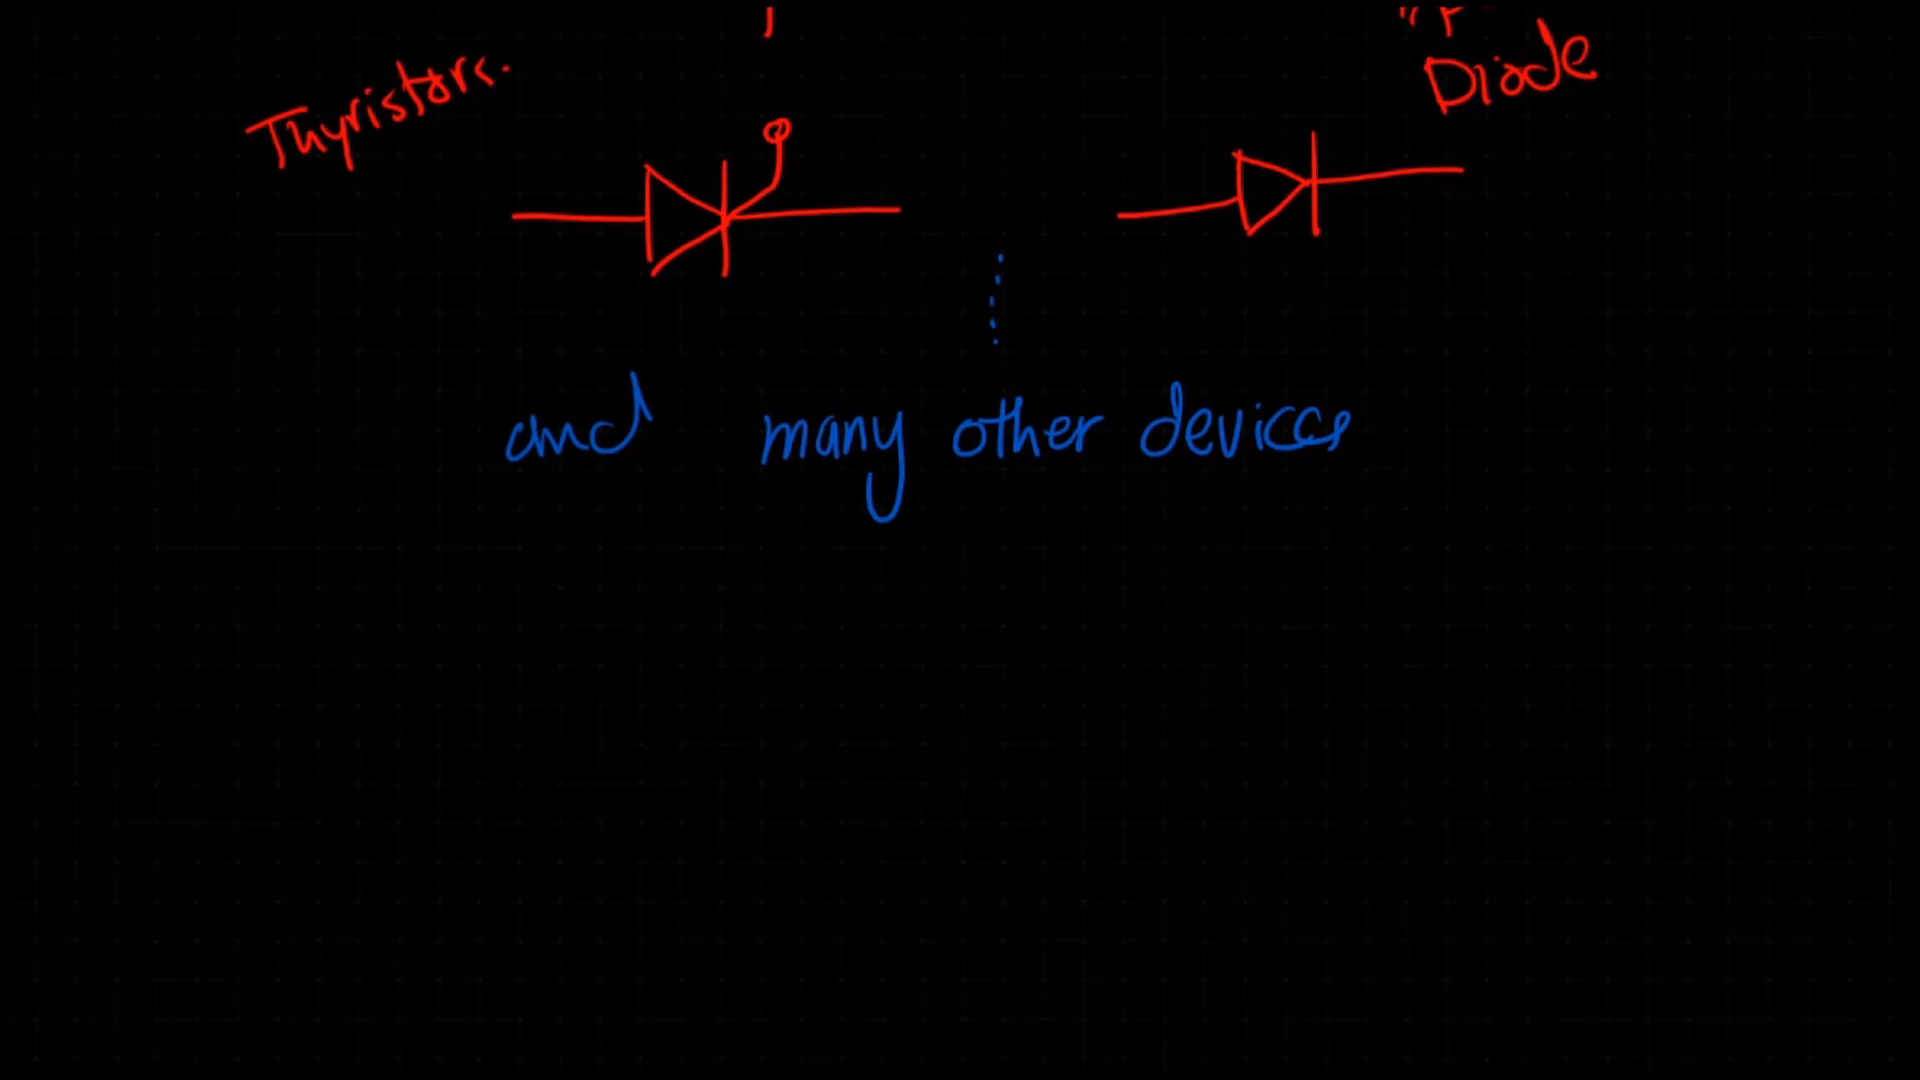 Thyristors.
Diode
and many other devices